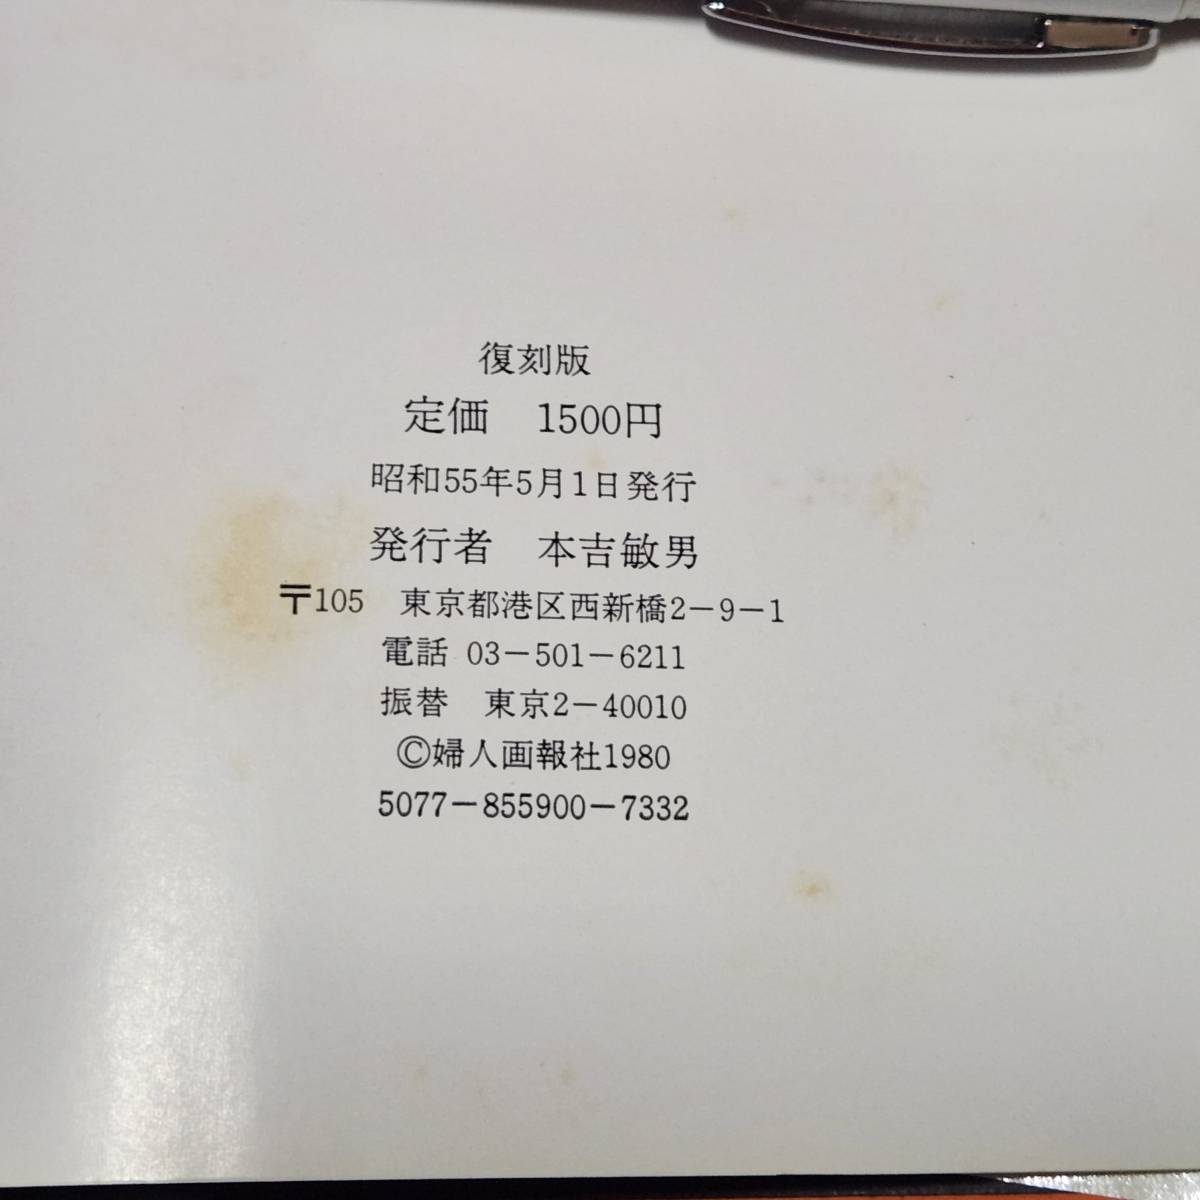 復刻版
定価　1500円
昭和55年5月1日発行
発行者　本吉敏男
〒105　東京都港区西新橋2－9－1
電話 03－501－6211
振替　東京2－40010
©婦人画報社1980
5077－855900－7332